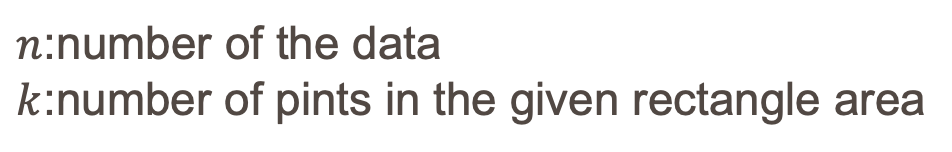 n:number of the data
k:number of pints in the given rectangle area